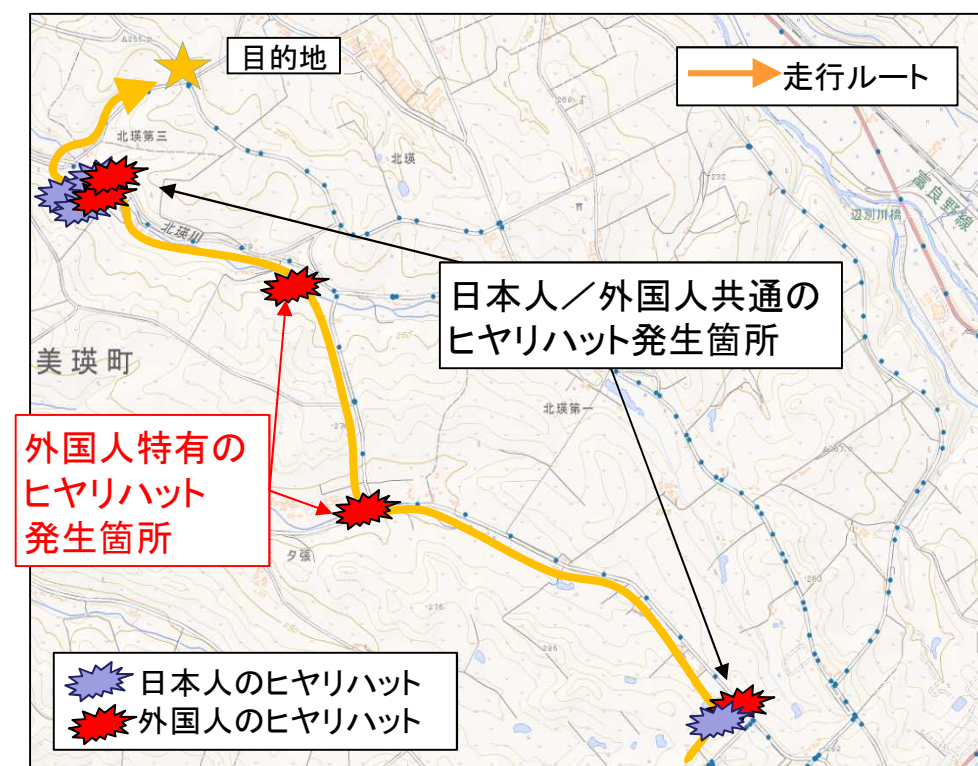 目的地
走行ルート
北瑛第三
北瑛
富良野線
辺別川橋
北瑛川
日本人／外国人共通の
ヒヤリハット発生箇所
美瑛町
北瑛第一
外国人特有の
ヒヤリハット
発生箇所
夕張
日本人のヒヤリハット
外国人のヒヤリハット